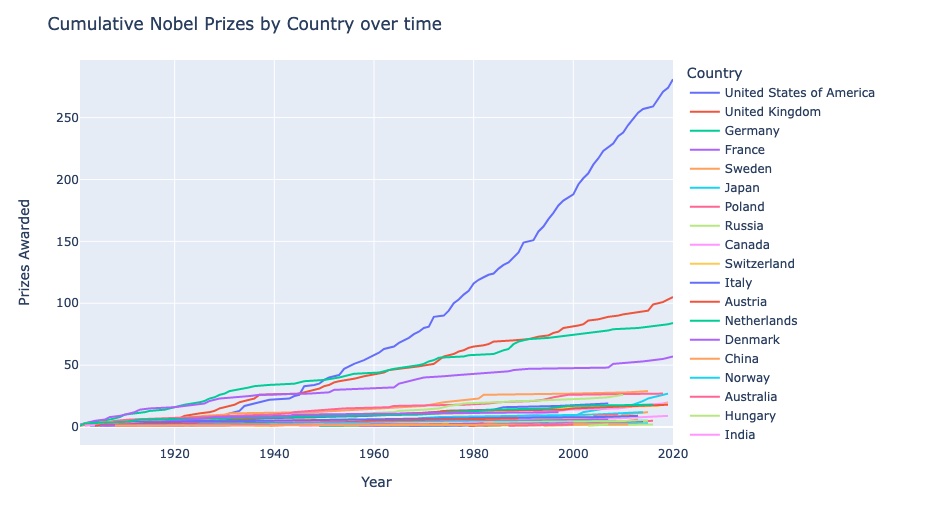 Cumulative Nobel Prizes by Country over time
Country
United States of America
United Kingdom
Germany
France
Sweden
Japan
Poland
Russia
Canada
Switzerland
Italy
Austria
Netherlands
Denmark
China
Norway
Australia
Hungary
India
Prizes Awarded
250
200
150
100
50
0
1920 1940 1960 1980 2000 2020
Year